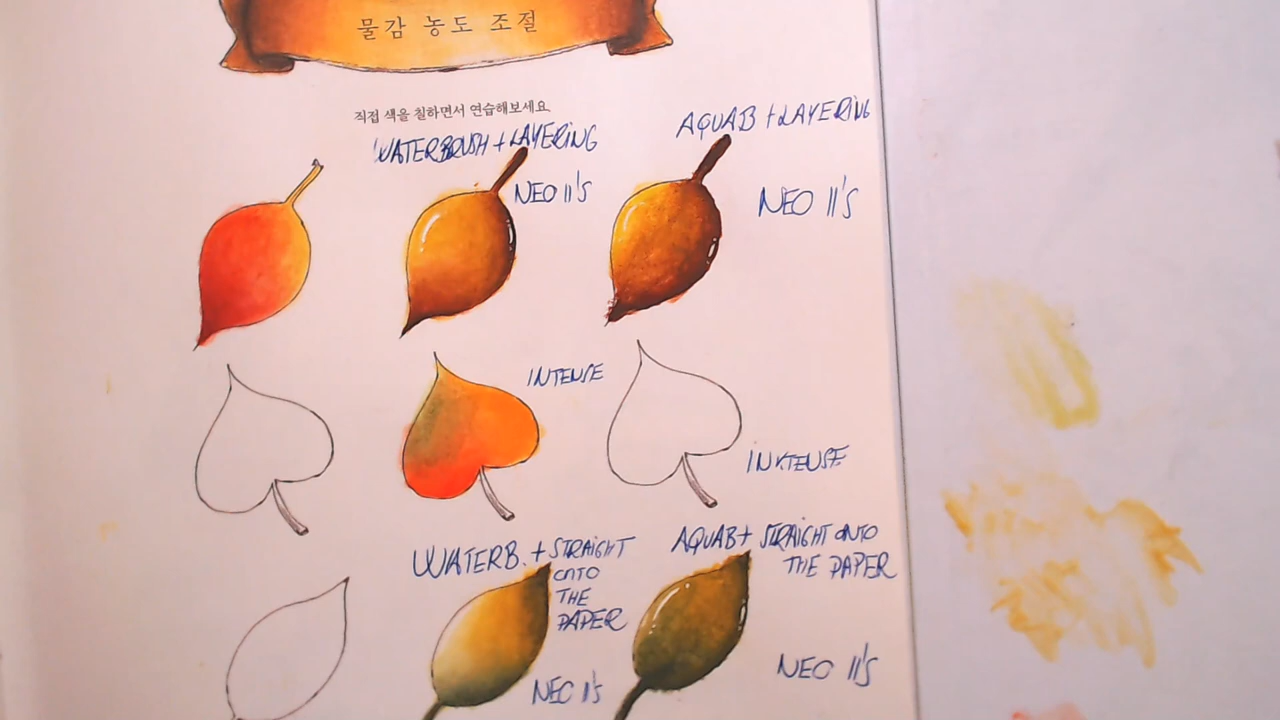 물감 농도 조절
직접 색을 칠하면서 연습해보세요.
WATERBRUSH + LAYERING
NEO II'S
AQUAB + LAYERING
NEO II'S
INTENSE
INKTENSE
WATERB. + STRAIGHT
ONTO
THE
PAPER
NEO II'S
AQUAB + STRAIGHT ONTO
THE PAPER
NEO II'S